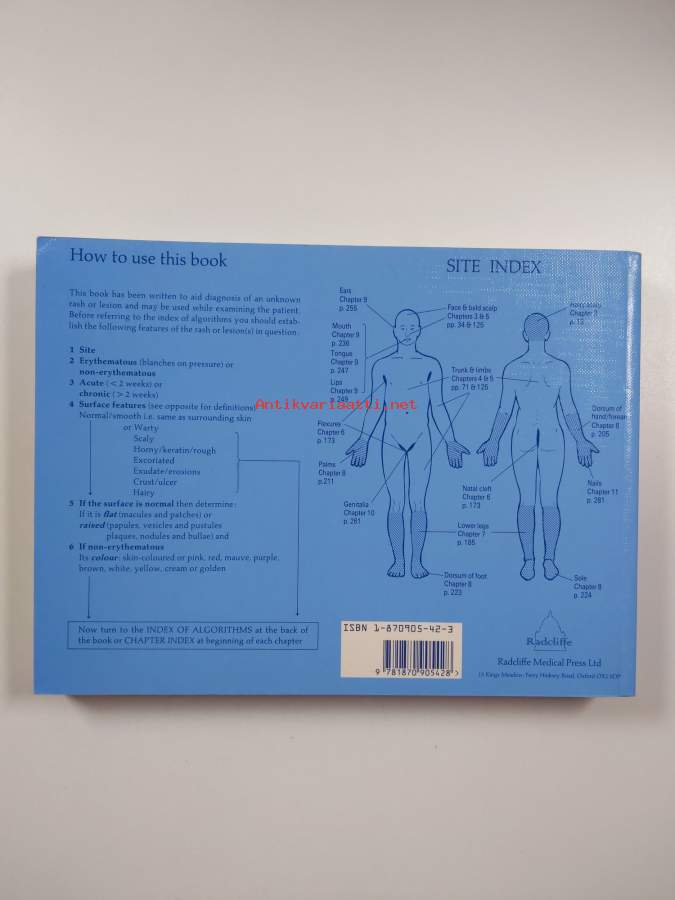 How to use this book
This book has been written to aid diagnosis of an unknown
rash or lesion and may be used while examining the patient.
Before referring to the index of algorithms you should estab-
lish the following features of the rash or lesion(s) in question.
1 Site
2 Erythematous (blanches on pressure) or
non-erythematous
3 Acute (< 2 weeks) or
chronic (> 2 weeks)
4 Surface features (see opposite for definitions)
Normal/smooth i.e. same as surrounding skin
or Warty
Scaly
Horny/keratin/rough
Excoriated
Exudate/erosions
Crust/ulcer
Hairy
5 If the surface is normal then determine:
If it is flat (macules and patches) or
raised (papules, vesicles and pustules
plaques, nodules and bullae) and
6 If non-erythematous
Its colour: skin-coloured or pink, red, mauve, purple,
brown, white, yellow, cream or golden
Now turn to the INDEX OF ALGORITHMS at the back of
the book or CHAPTER INDEX at beginning of each chapter
SITE INDEX
Ears
Chapter 9
p. 255
Mouth
Chapter 9
p. 236
Tongue
Chapter 9
p. 247
Lips
Chapter 9
p. 249
Flexures
Chapter 6
p. 173
Palms
Chapter 8
p.211
Genitalia
Chapter 10
p. 261
Face & bald scalp
Chapters 3 & 5
pp. 34 & 125
Trunk & limbs
Chapters 4 & 5
pp. 71 & 125
Natal cleft
Chapter 6
p. 173
Lower legs
Chapter 7
p. 185
Dorsum of foot
Chapter 8
p. 223
Hairy scalp
Chapter 2
p. 13
Dorsum of
hand/forearm
Chapter 8
p. 205
Nails
Chapter 11
p. 281
Sole
Chapter 8
p. 224
Antikvariaatti.net
ISBN 1-870905-42-3
9 781870 905428 >
Radcliffe
Radcliffe Medical Press Ltd
Kings Meadow, Ferry Hinksey Road, Oxford OX2 0DP